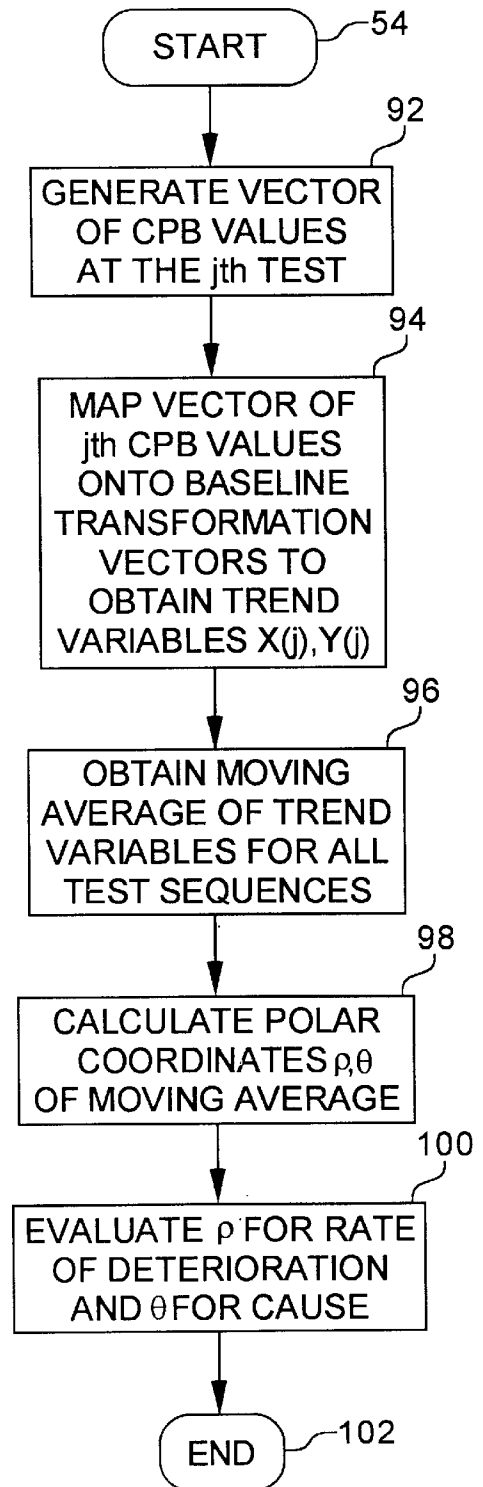 START
54
92
GENERATE VECTOR
OF CPB VALUES
AT THE jth TEST
94
MAP VECTOR OF
jth CPB VALUES
ONTO BASELINE
TRANSFORMATION
VECTORS TO
OBTAIN TREND
VARIABLES X(j),Y(j)
96
OBTAIN MOVING
AVERAGE OF TREND
VARIABLES FOR ALL
TEST SEQUENCES
98
CALCULATE POLAR
COORDINATES ρ,θ
OF MOVING AVERAGE
100
EVALUATE ρ FOR RATE
OF DETERIORATION
AND θ FOR CAUSE
END
102